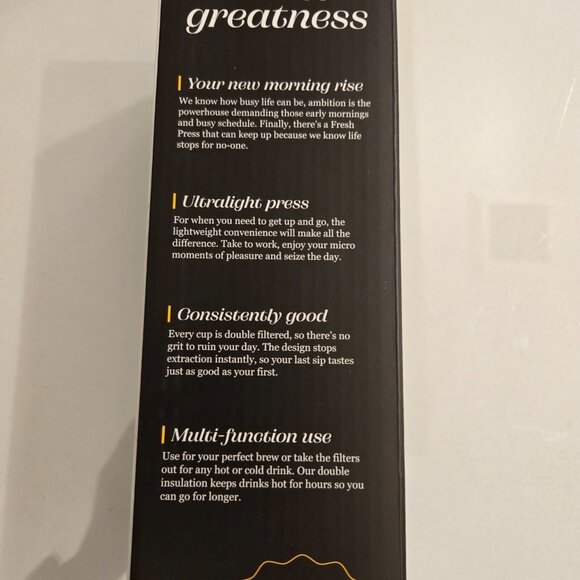 greatness
Your new morning rise
We know how busy life can be, ambition is the
powerhouse demanding those early mornings
and busy schedule. Finally, there's a Fresh
Press that can keep up because we know life
stops for no-one.
Ultralight press
For when you need to get up and go, the
lightweight convenience will make all the
difference. Take to work, enjoy your micro
moments of pleasure and seize the day.
Consistently good
Every cup is double filtered, so there's no
grit to ruin your day. The design stops
extraction instantly, so your last sip tastes
just as good as your first.
Multi-function use
Use for your perfect brew or take the filters
out for any hot or cold drink. Our double
insulation keeps drinks hot for hours so you
can go for longer.